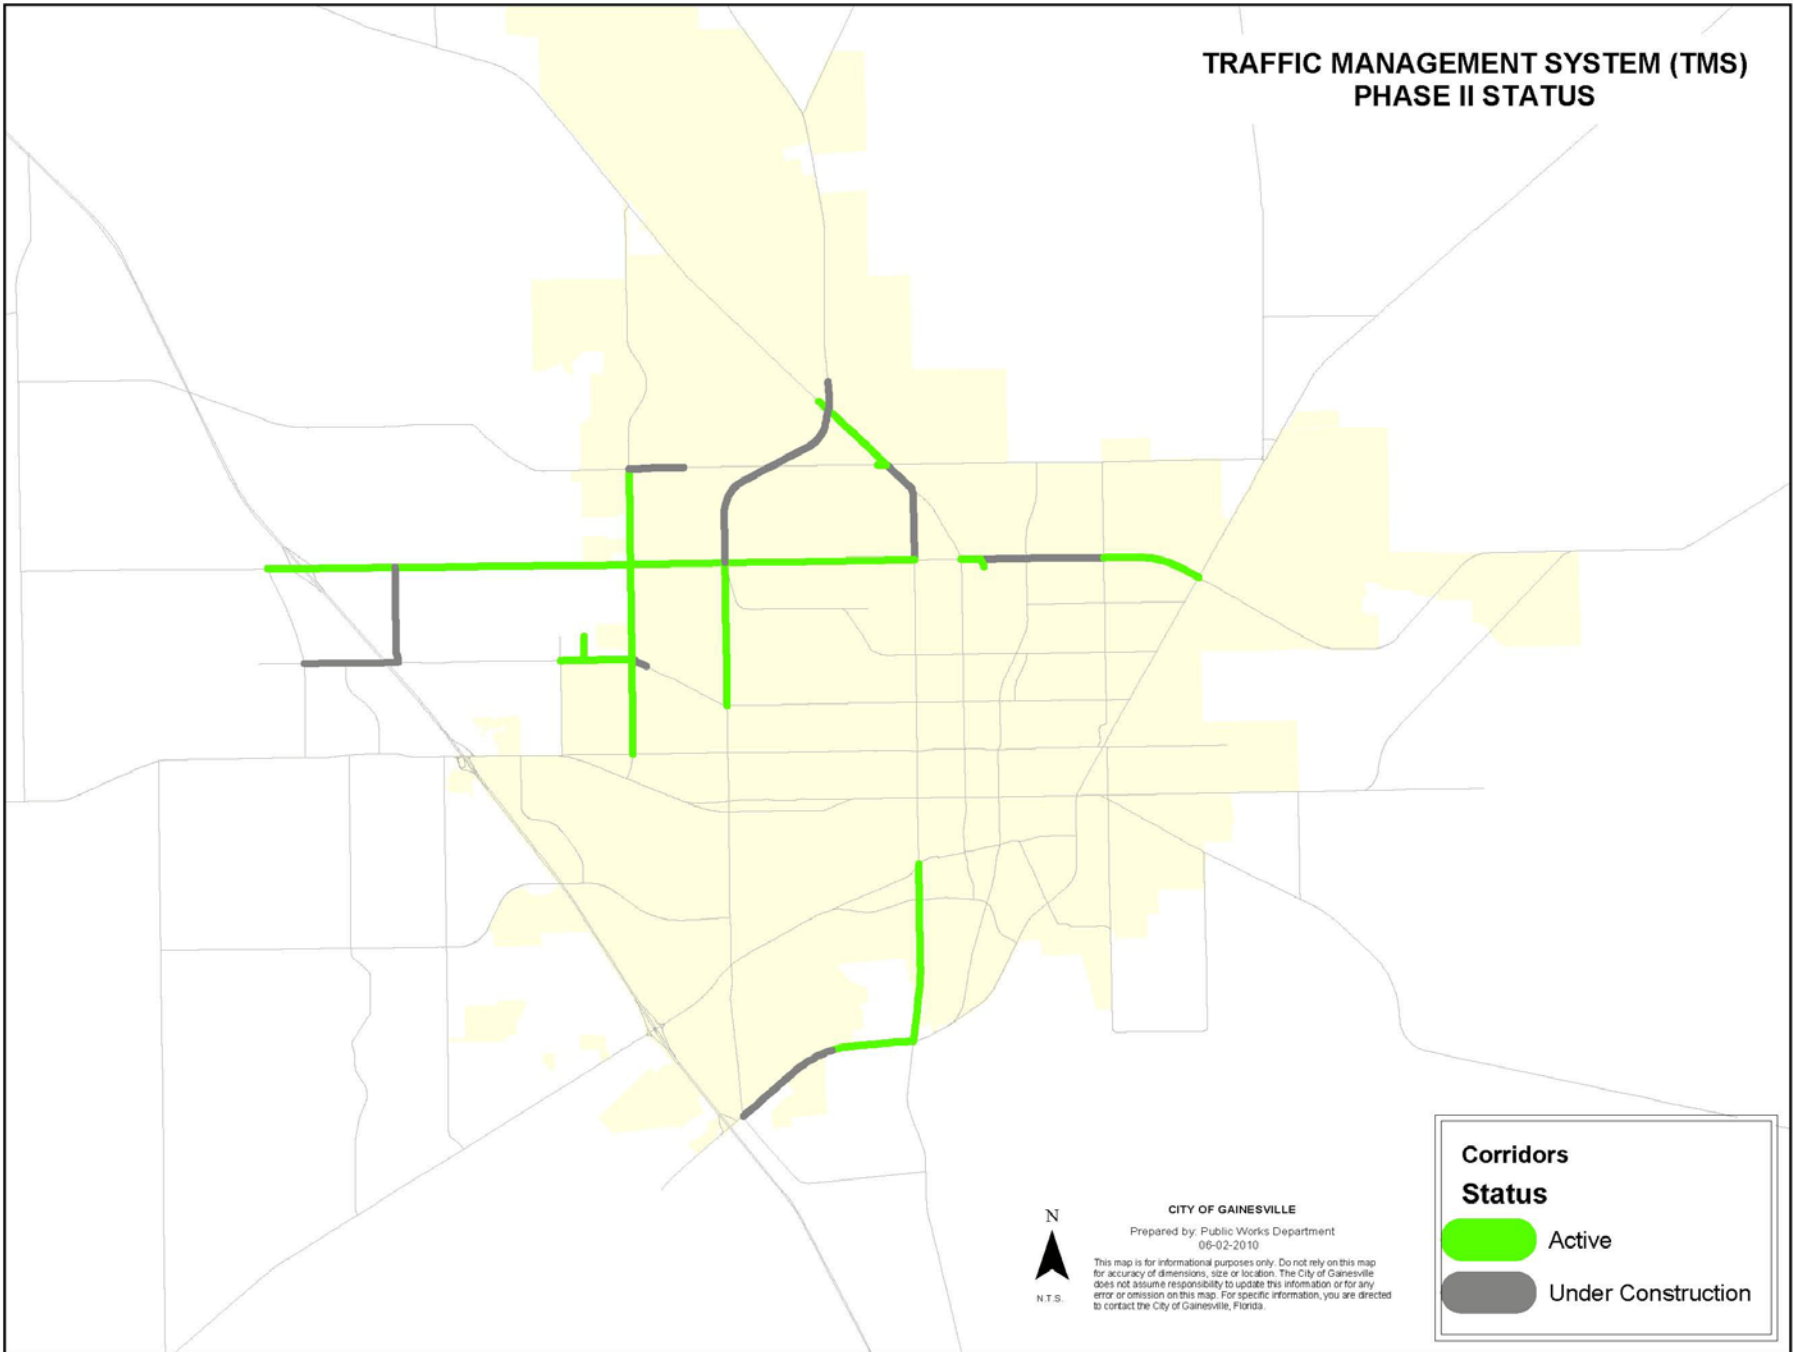 TRAFFIC MANAGEMENT SYSTEM (TMS)
PHASE II STATUS
Corridors
Status
Active
Under Construction
N
N.T.S.
CITY OF GAINESVILLE
Prepared by: Public Works Department
06-02-2010
This map is for informational purposes only. Do not rely on this map
for accuracy of dimensions, size or location. The City of Gainesville
does not assume responsibility to update this information or for any
error or omission on this map. For specific information, you are directed
to contact the City of Gainesville, Florida.